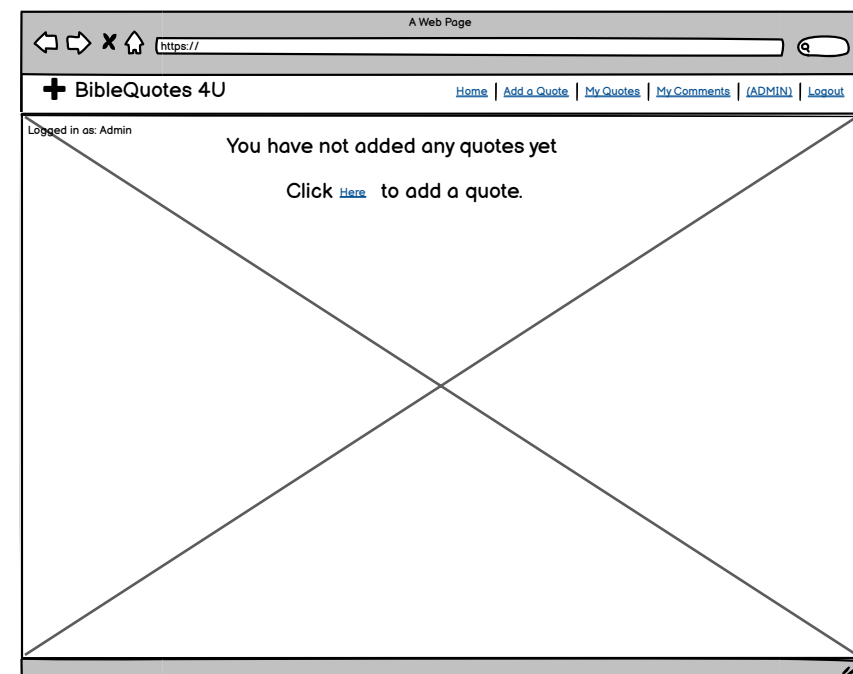 A Web Page
https://
BibleQuotes 4U
Home | Add a Quote | My Quotes | My Comments | (ADMIN) | Logout
Logged in as: Admin
You have not added any quotes yet
Click Here to add a quote.